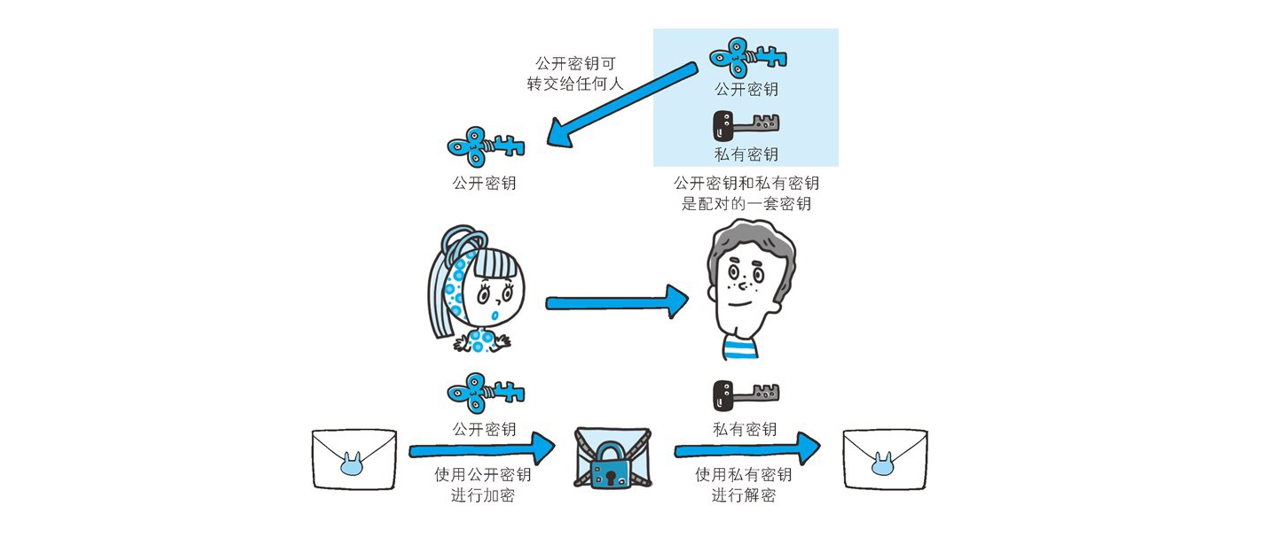 公开密钥可
转交给任何人
公开密钥
私有密钥
公开密钥
公开密钥和私有密钥
是配对的一套密钥
公开密钥
私有密钥
使用公开密钥
进行加密
使用私有密钥
进行解密